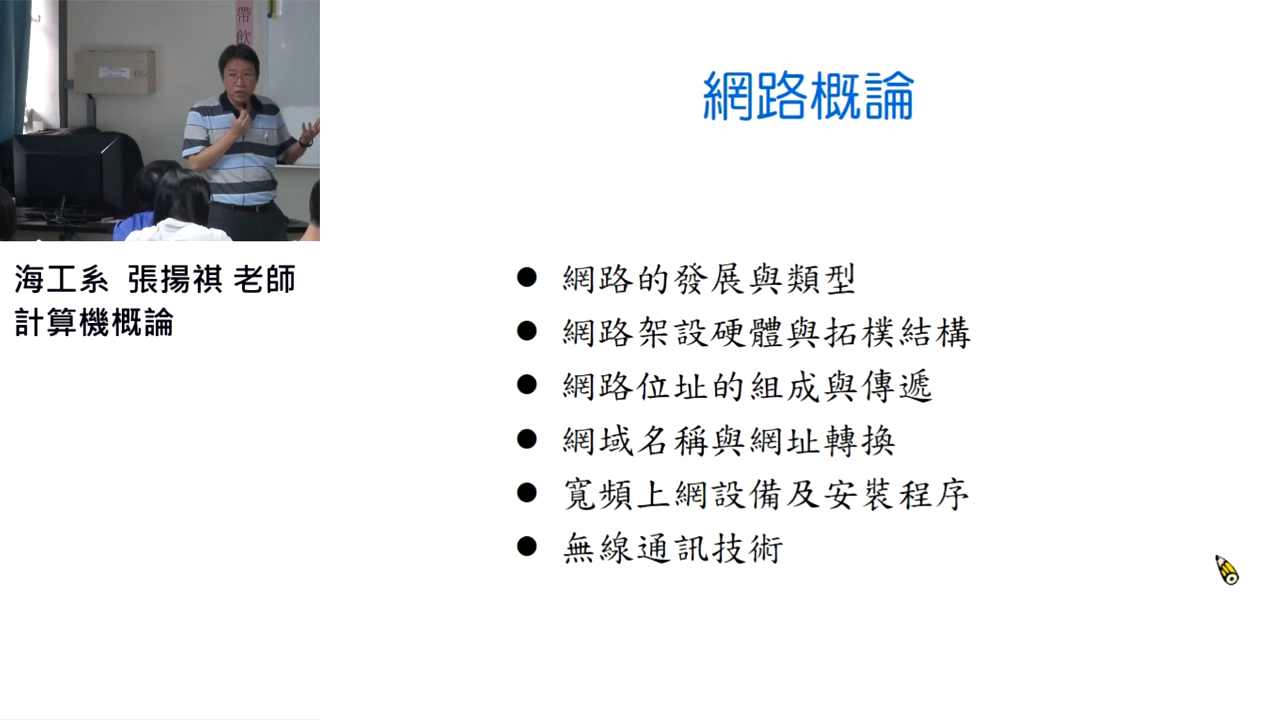 帶
飲
海工系 張揚祺 老師
計算機概論
網路概論
● 網路的發展與類型
● 網路架設硬體與拓樸結構
● 網路位址的組成與傳遞
● 網域名稱與網址轉換
● 寬頻上網設備及安裝程序
● 無線通訊技術